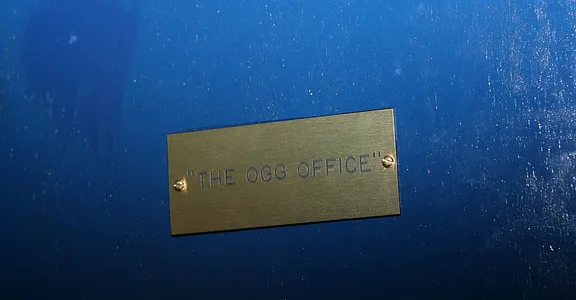 "THE OGG OFFICE"